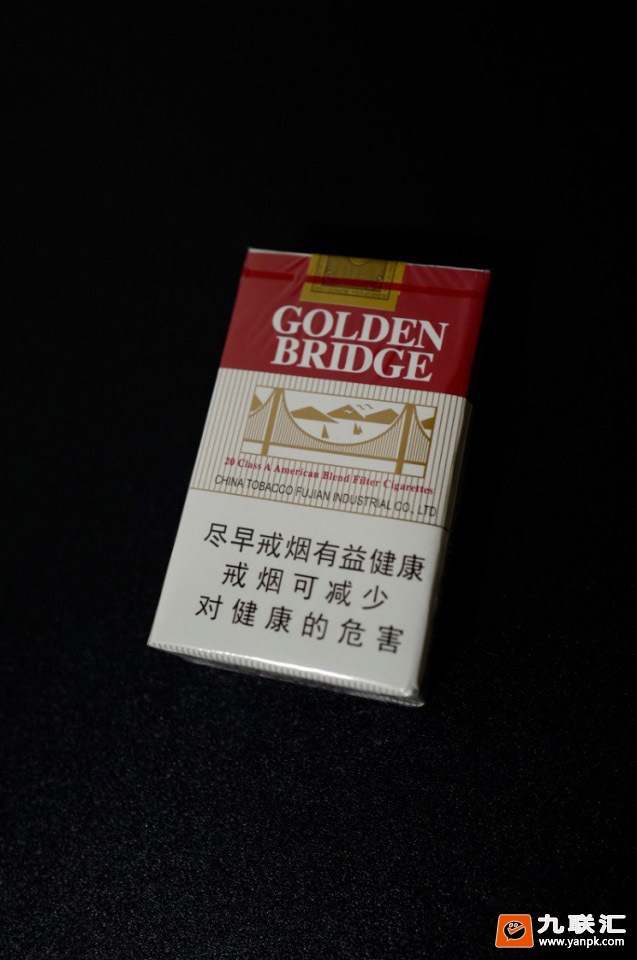 GOLDEN
BRIDGE
20 Class A American Blend Filter Cigarettes
CHINA TOBACCO FUJIAN INDUSTRIAL CO., LTD
尽早戒烟有益健康
戒烟可减少
对健康的危害
九联汇
www.yanpk.com